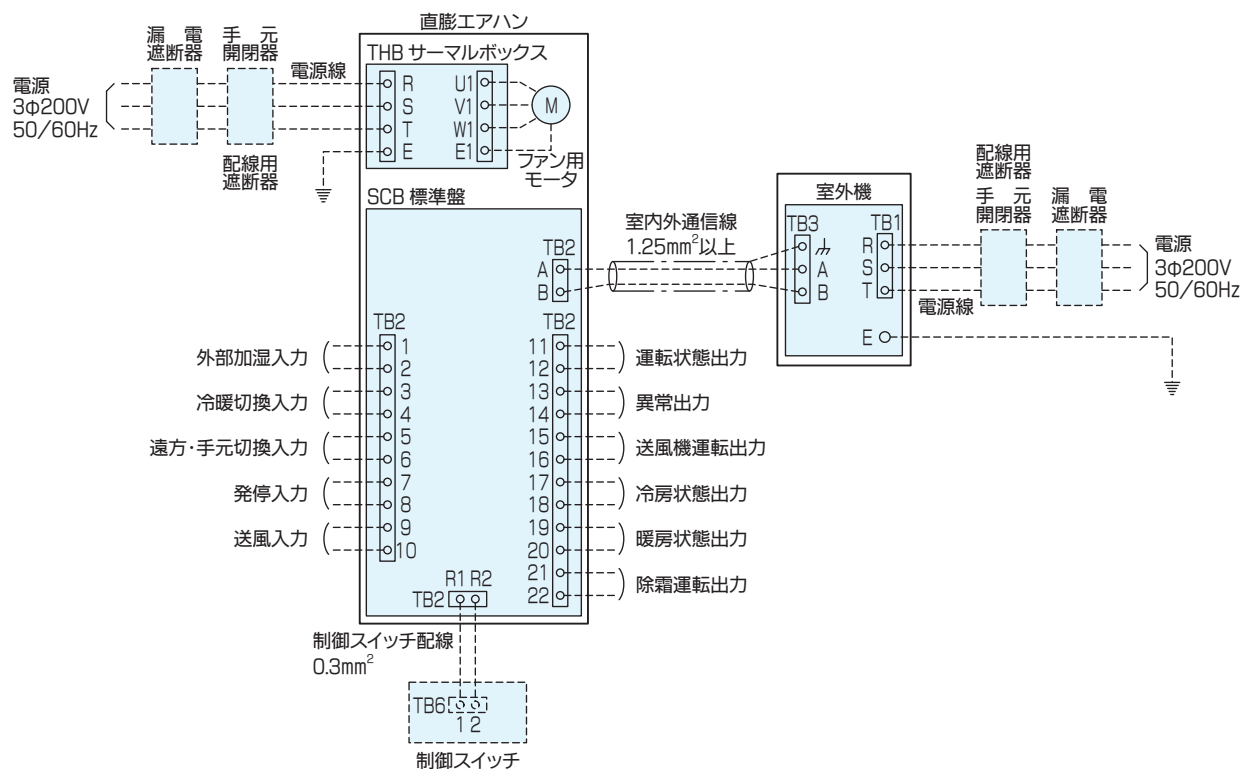 直膨エアハン
漏 電
遮断器
手 元
開閉器
電源線
電源
3φ200V
50/60Hz
配線用
遮断器
THB サーマルボックス
R
S
T
E
U1
V1
W1
E1
M
ファン用
モータ
SCB 標準盤
TB2
A
B
室内外通信線
1.25mm²以上
室外機
TB3
A
B
TB1
R
S
T
E
電源線
配線用
遮断器
手 元
開閉器
漏 電
遮断器
電源
3φ200V
50/60Hz
TB2
1
2
3
4
5
6
7
8
9
10
外部加湿入力
冷暖切換入力
遠方・手元切換入力
発停入力
送風入力
TB2
11
12
13
14
15
16
17
18
19
20
21
22
運転状態出力
異常出力
送風機運転出力
冷房状態出力
暖房状態出力
除霜運転出力
R1 R2
TB2
制御スイッチ配線
0.3mm²
TB6
1 2
制御スイッチ